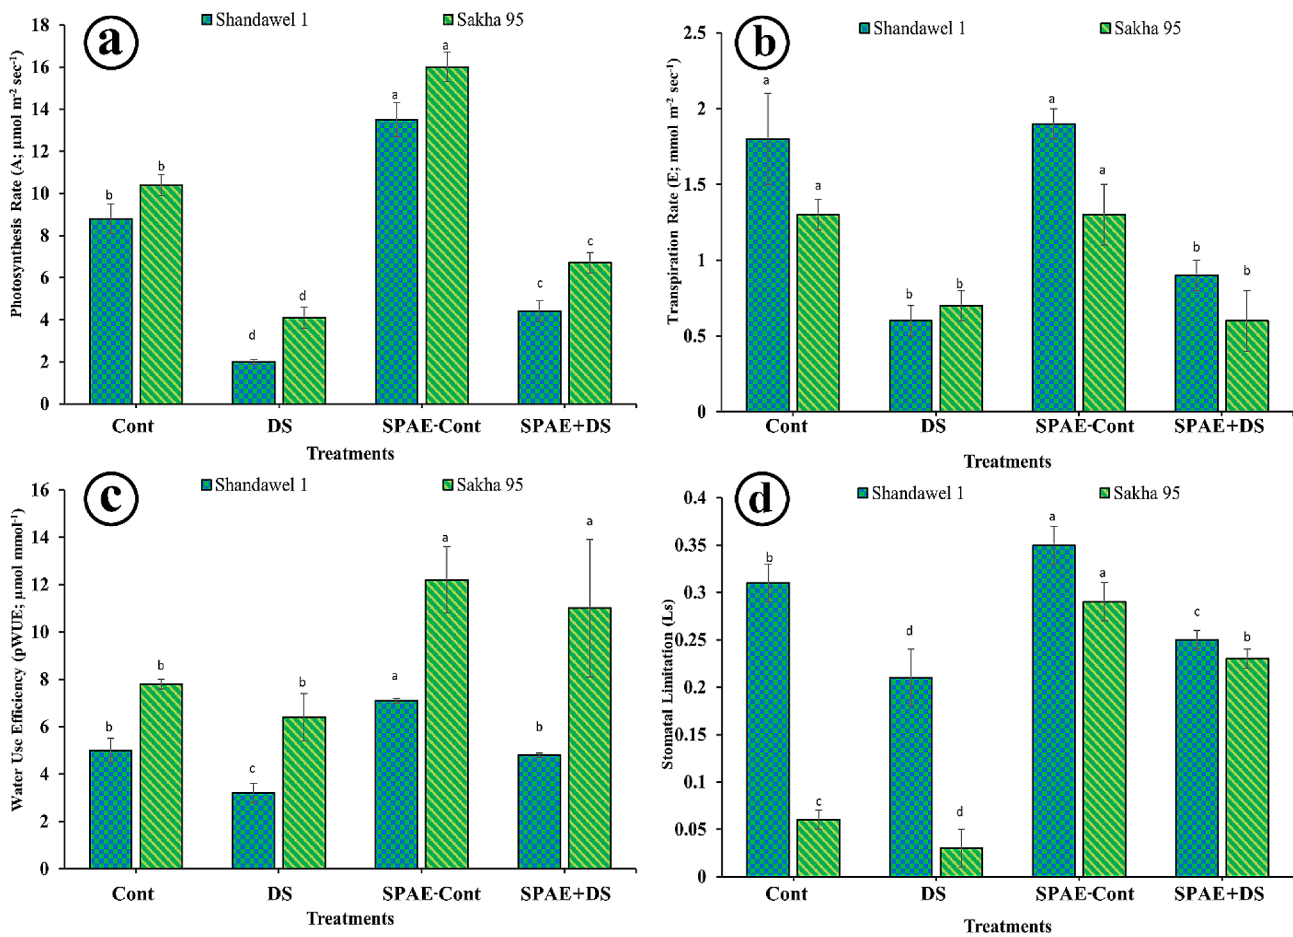 a
Shandawel 1 Sakha 95
Photosynthesis Rate (A; µmol m⁻² sec⁻¹)
18
16
14
12
10
8
6
4
2
0
b b d d a a c c
Cont DS SPAE-Cont SPAE+DS
Treatments
b
Shandawel 1 Sakha 95
Transpiration Rate (E; mmol m⁻² sec⁻¹)
2.5
2
1.5
1
0.5
0
a a b b a a b b
Cont DS SPAE-Cont SPAE+DS
Treatments
c
Shandawel 1 Sakha 95
Water Use Efficiency (pWUE; µmol mmol⁻¹)
16
14
12
10
8
6
4
2
0
b b c b a a b a
Cont DS SPAE-Cont SPAE+DS
Treatments
d
Shandawel 1 Sakha 95
Stomatal Limitation (Ls)
0.4
0.35
0.3
0.25
0.2
0.15
0.1
0.05
0
b c d d a a c b
Cont DS SPAE-Cont SPAE+DS
Treatments